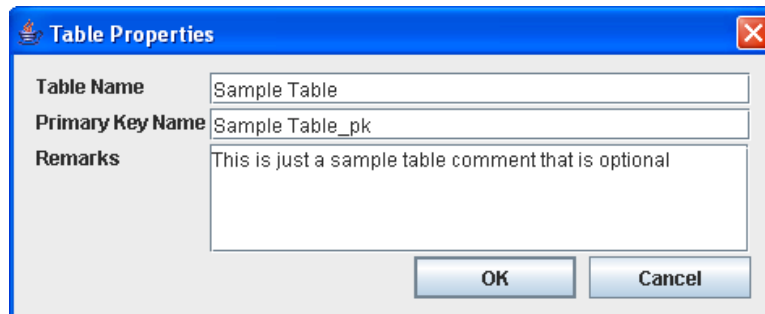 Table Properties
Table Name Sample Table
Primary Key Name Sample Table_pk
Remarks This is just a sample table comment that is optional
OK Cancel